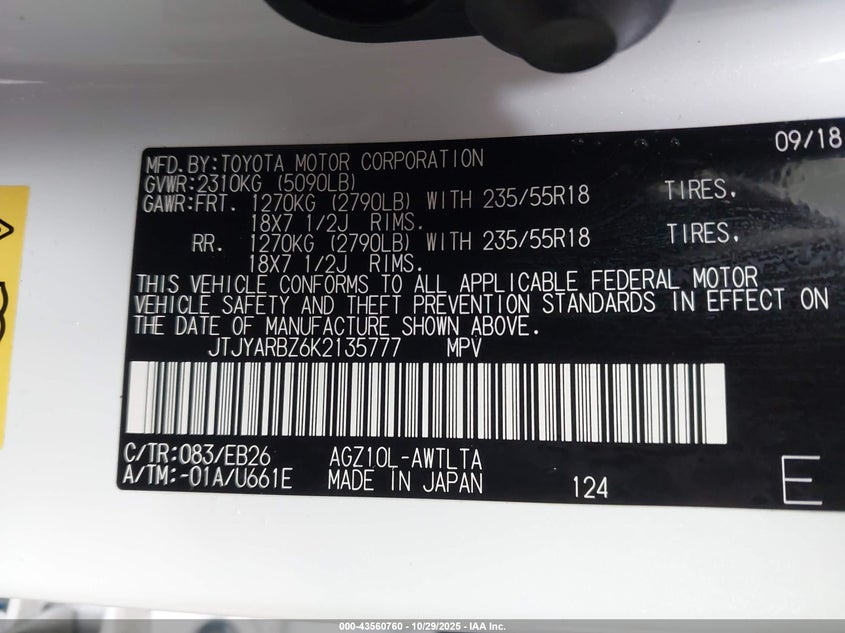 09/18
MFD.BY:TOYOTA MOTOR CORPORATION
GVWR:2310KG (5090LB)
GAWR:FRT. 1270KG (2790LB) WITH 235/55R18 TIRES,
18X7 1/2J RIMS.
RR. 1270KG (2790LB) WITH 235/55R18 TIRES,
18X7 1/2J RIMS.
THIS VEHICLE CONFORMS TO ALL APPLICABLE FEDERAL MOTOR
VEHICLE SAFETY AND THEFT PREVENTION STANDARDS IN EFFECT ON
THE DATE OF MANUFACTURE SHOWN ABOVE.
JTJYARBZ6K2135777 MPV
C/TR:083/EB26 AGZ10L-AWTLTA
A/TM:-01A/U661E MADE IN JAPAN 124 E
000-43560760 - 10/29/2025 - IAA Inc.